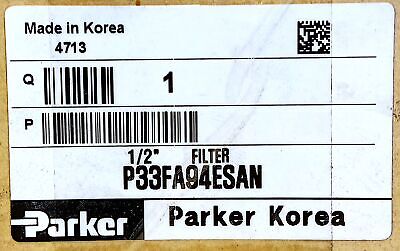 Made in Korea
4713
Q 1
P
1/2" FILTER
P33FA94ESAN
Parker Parker Korea